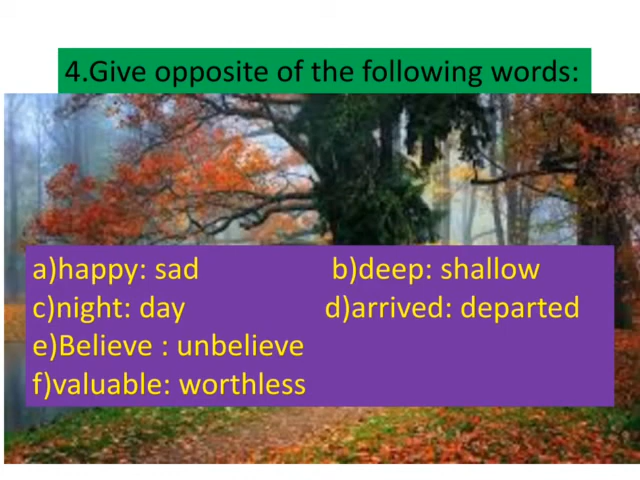 4.Give opposite of the following words:
a)happy: sad b)deep: shallow
c)night: day d)arrived: departed
e)Believe : unbelieve
f)valuable: worthless